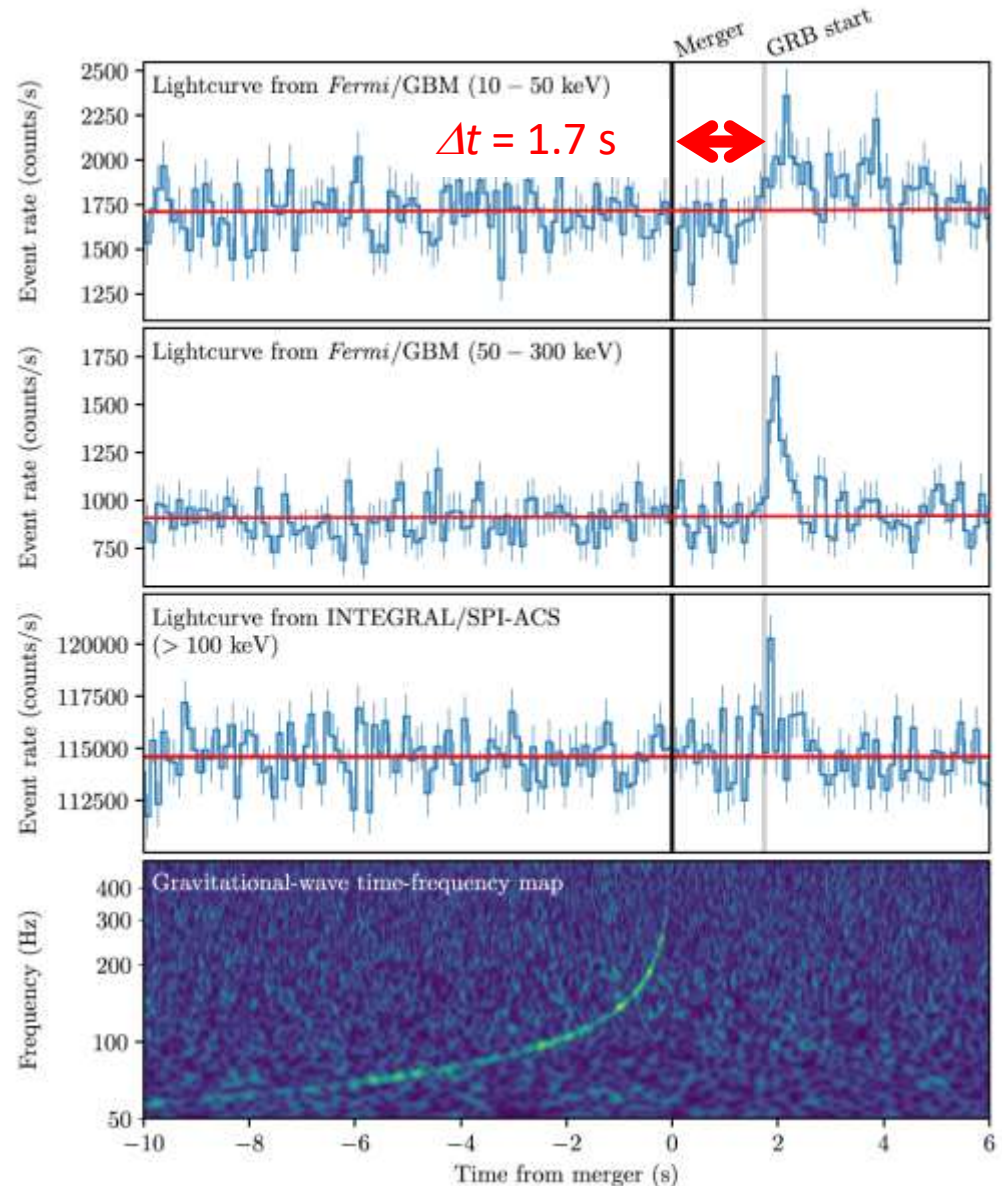 Merger
GRB start
Event rate (counts/s)
2500
2250
2000
1750
1500
1250
Lightcurve from Fermi/GBM (10 – 50 keV)
Δt = 1.7 s
Event rate (counts/s)
1750
1500
1250
1000
750
Lightcurve from Fermi/GBM (50 – 300 keV)
Event rate (counts/s)
120000
117500
115000
112500
Lightcurve from INTEGRAL/SPI-ACS
(> 100 keV)
Frequency (Hz)
400
300
200
100
50
Gravitational-wave time-frequency map
−10 −8 −6 −4 −2 0 2 4 6
Time from merger (s)